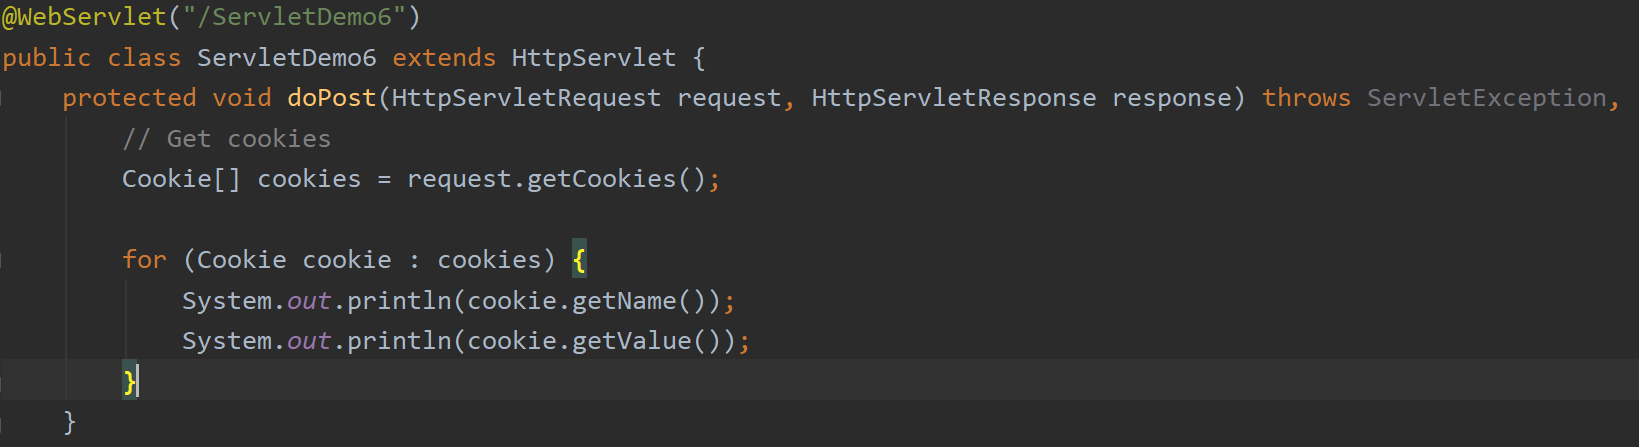 @WebServlet("/ServletDemo6")
public class ServletDemo6 extends HttpServlet {
    protected void doPost(HttpServletRequest request, HttpServletResponse response) throws ServletException,
        // Get cookies
        Cookie[] cookies = request.getCookies();
        for (Cookie cookie : cookies) {
            System.out.println(cookie.getName());
            System.out.println(cookie.getValue());
        }
    }